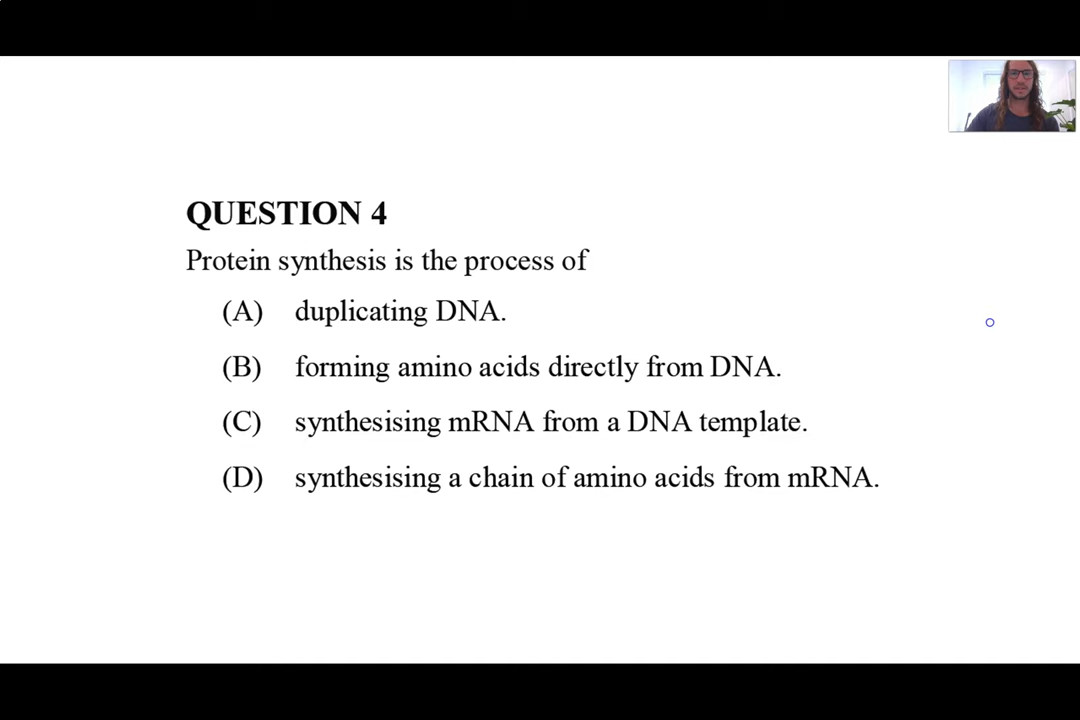 QUESTION 4
Protein synthesis is the process of
(A) duplicating DNA.
(B) forming amino acids directly from DNA.
(C) synthesising mRNA from a DNA template.
(D) synthesising a chain of amino acids from mRNA.